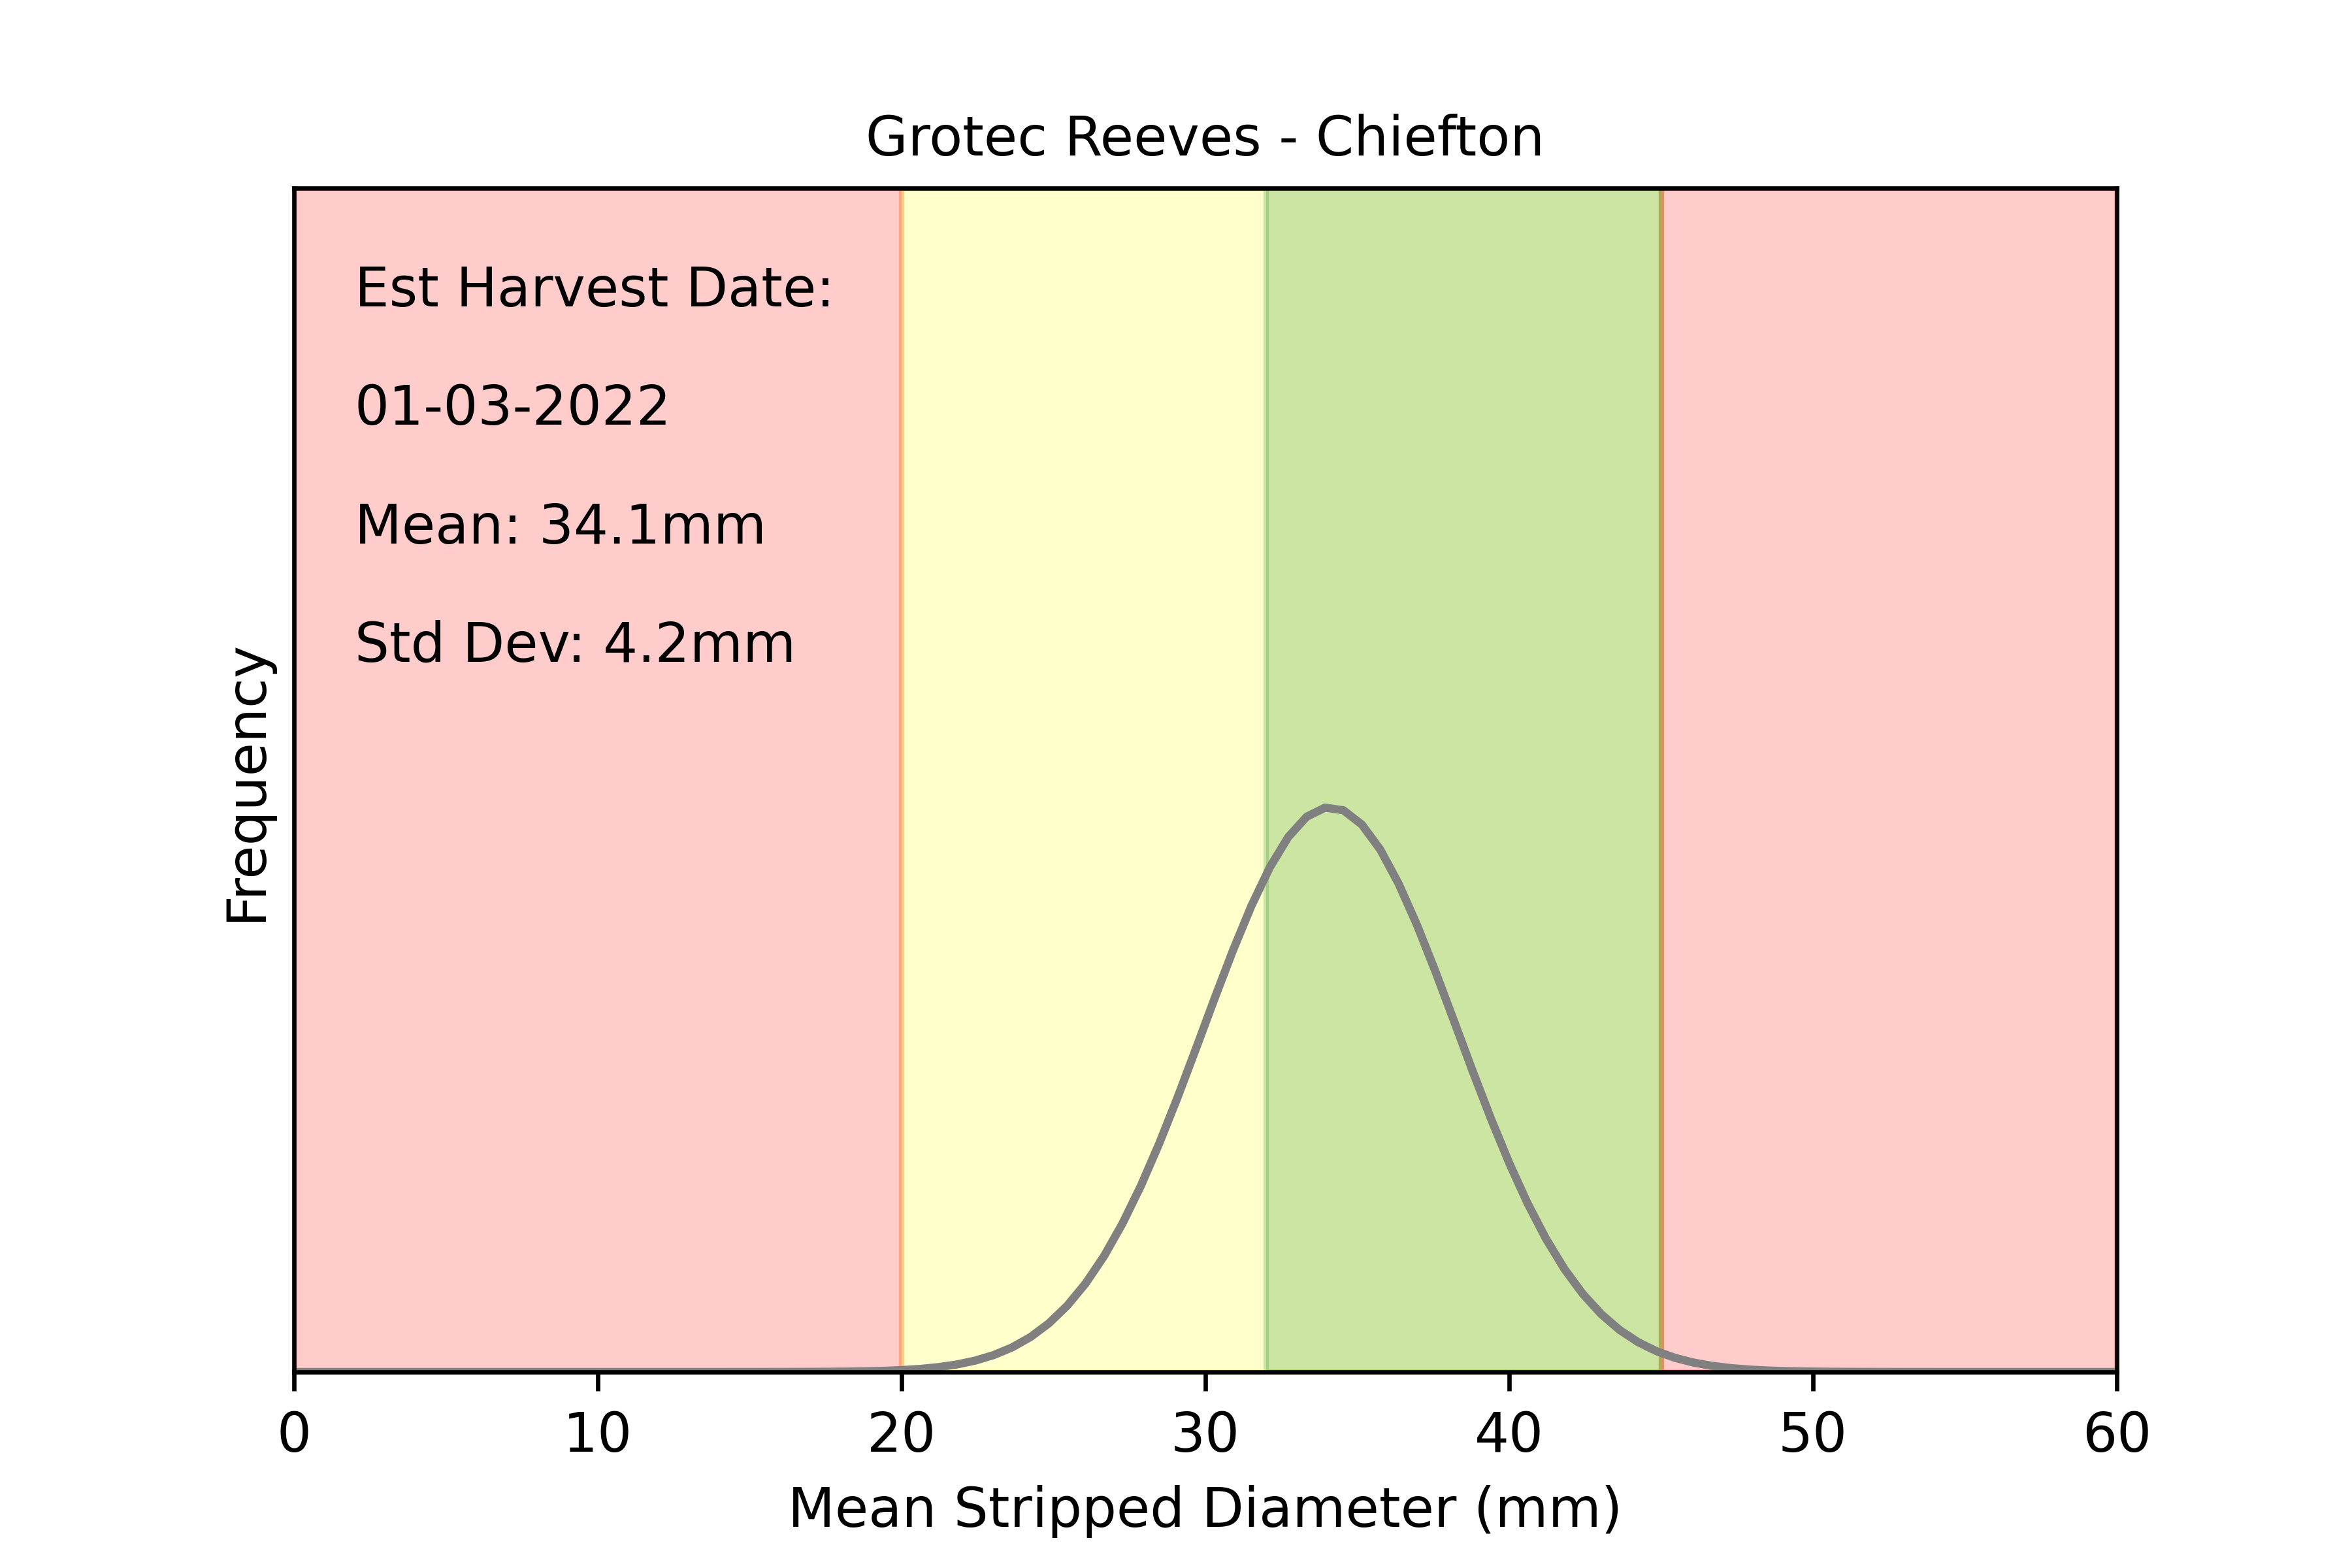 Grotec Reeves - Chiefton
Est Harvest Date:
01-03-2022
Mean: 34.1mm
Std Dev: 4.2mm
Frequency
0 10 20 30 40 50 60
Mean Stripped Diameter (mm)